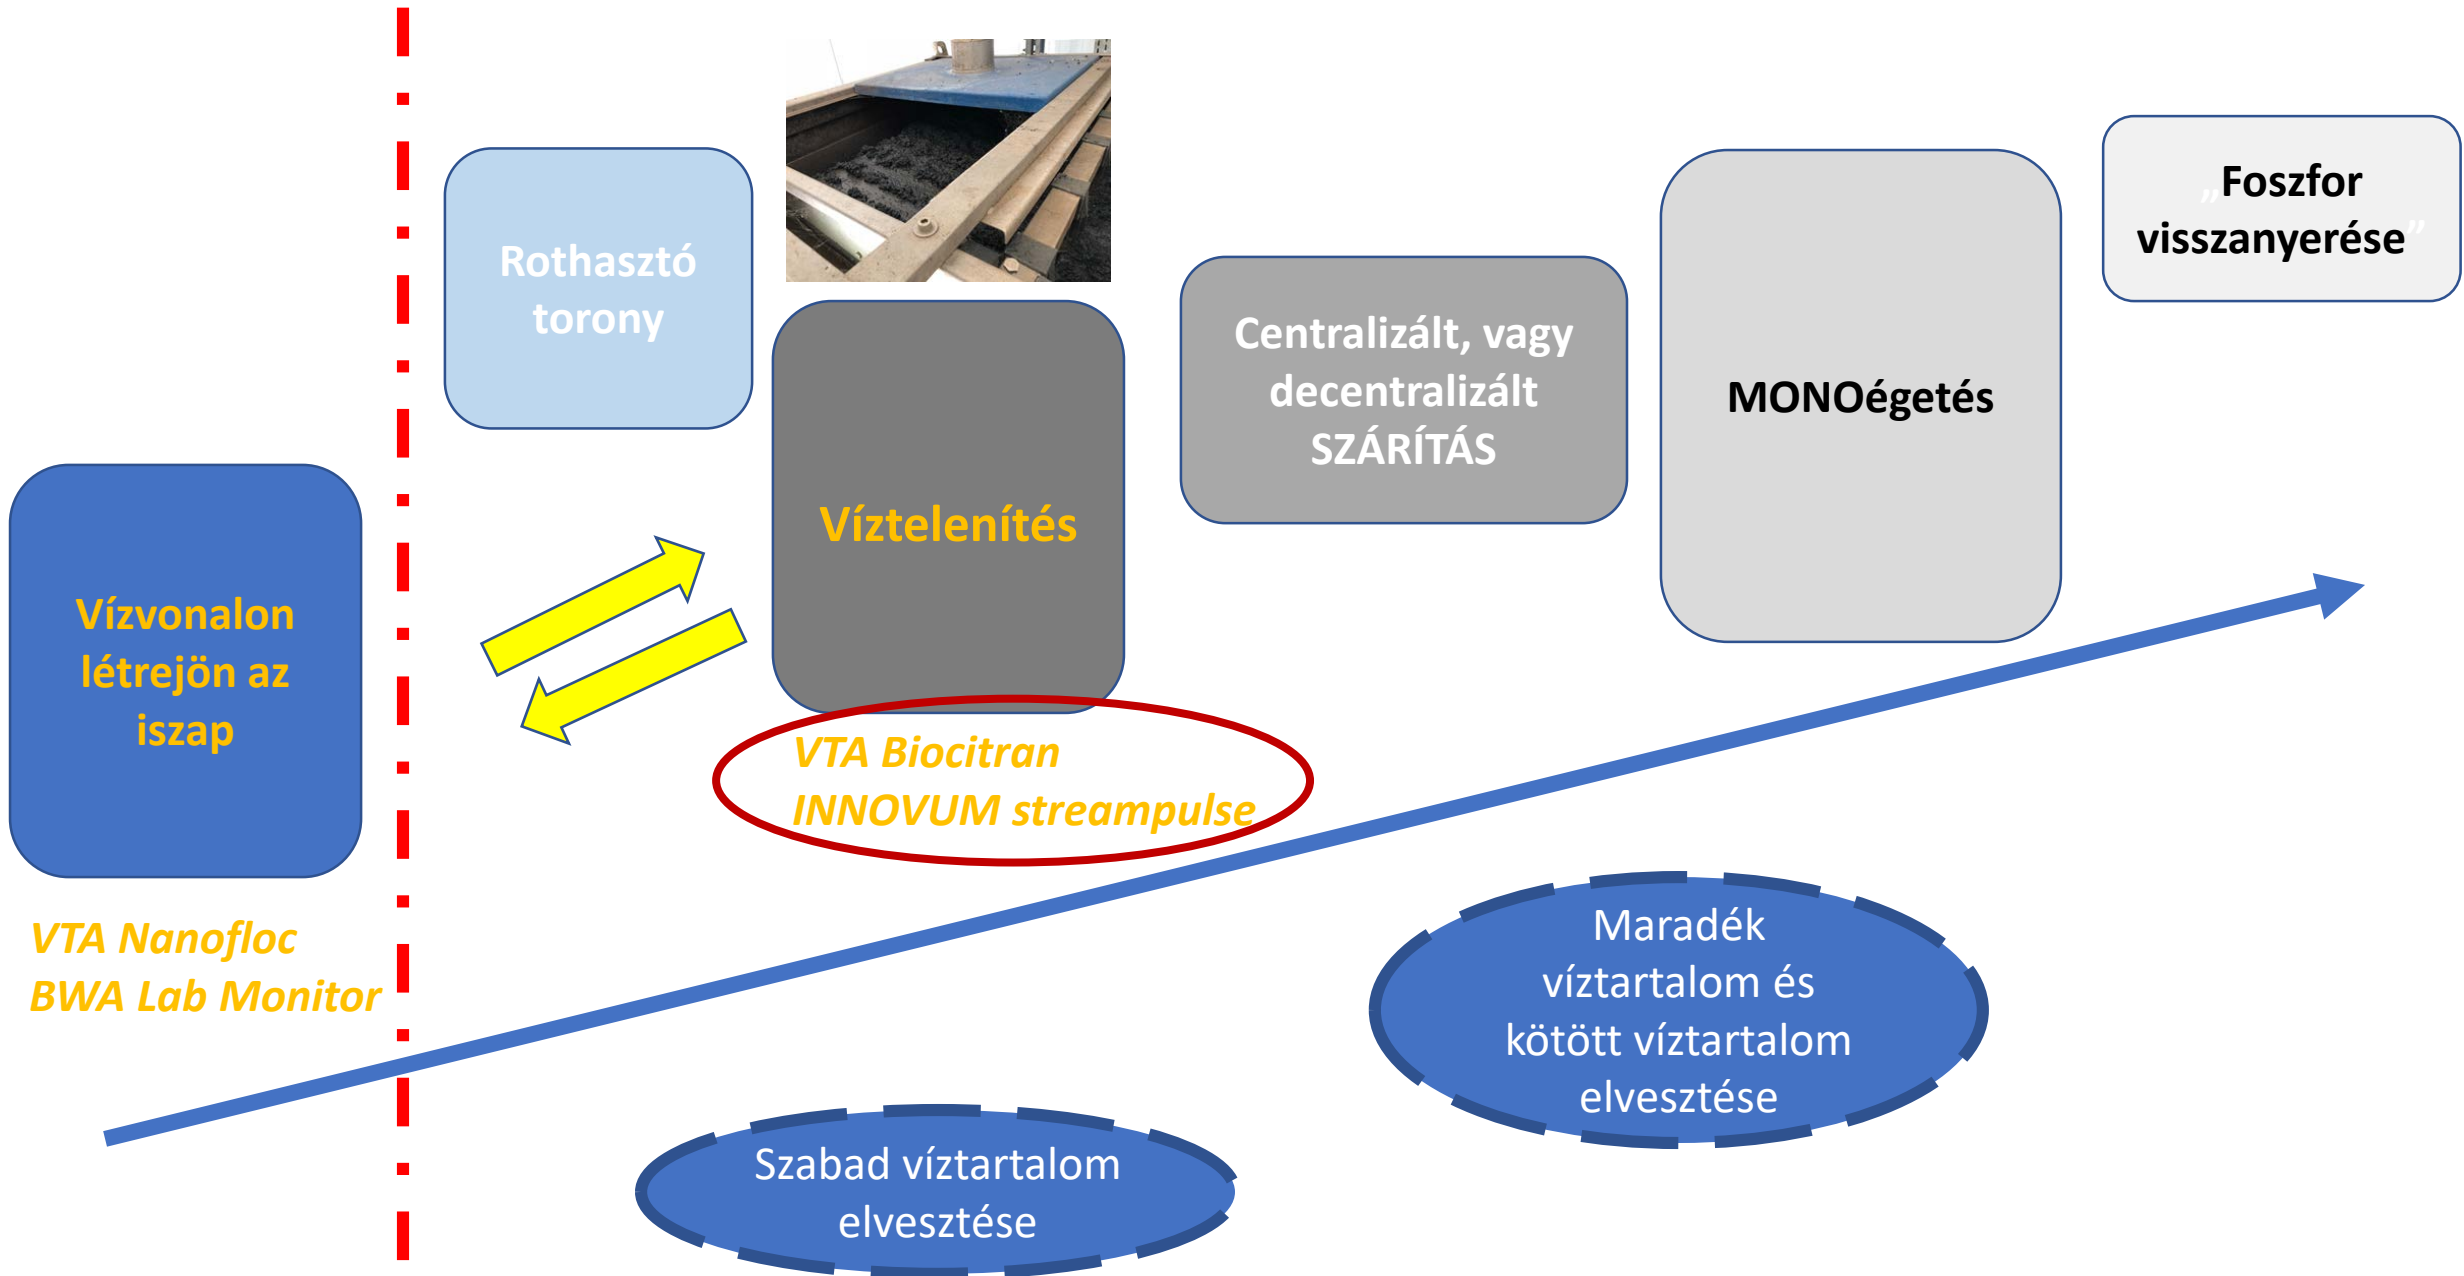 Vízvonalon
létrejön az
iszap
VTA Nanofloc
BWA Lab Monitor
Rothasztó
torony
Víztelenítés
VTA Biocitran
INNOVUM streampulse
Centralizált, vagy
decentralizált
SZÁRÍTÁS
MONOégetés
„Foszfor
visszanyerése”
Szabad víztartalom
elvesztése
Maradék
víztartalom és
kötött víztartalom
elvesztése